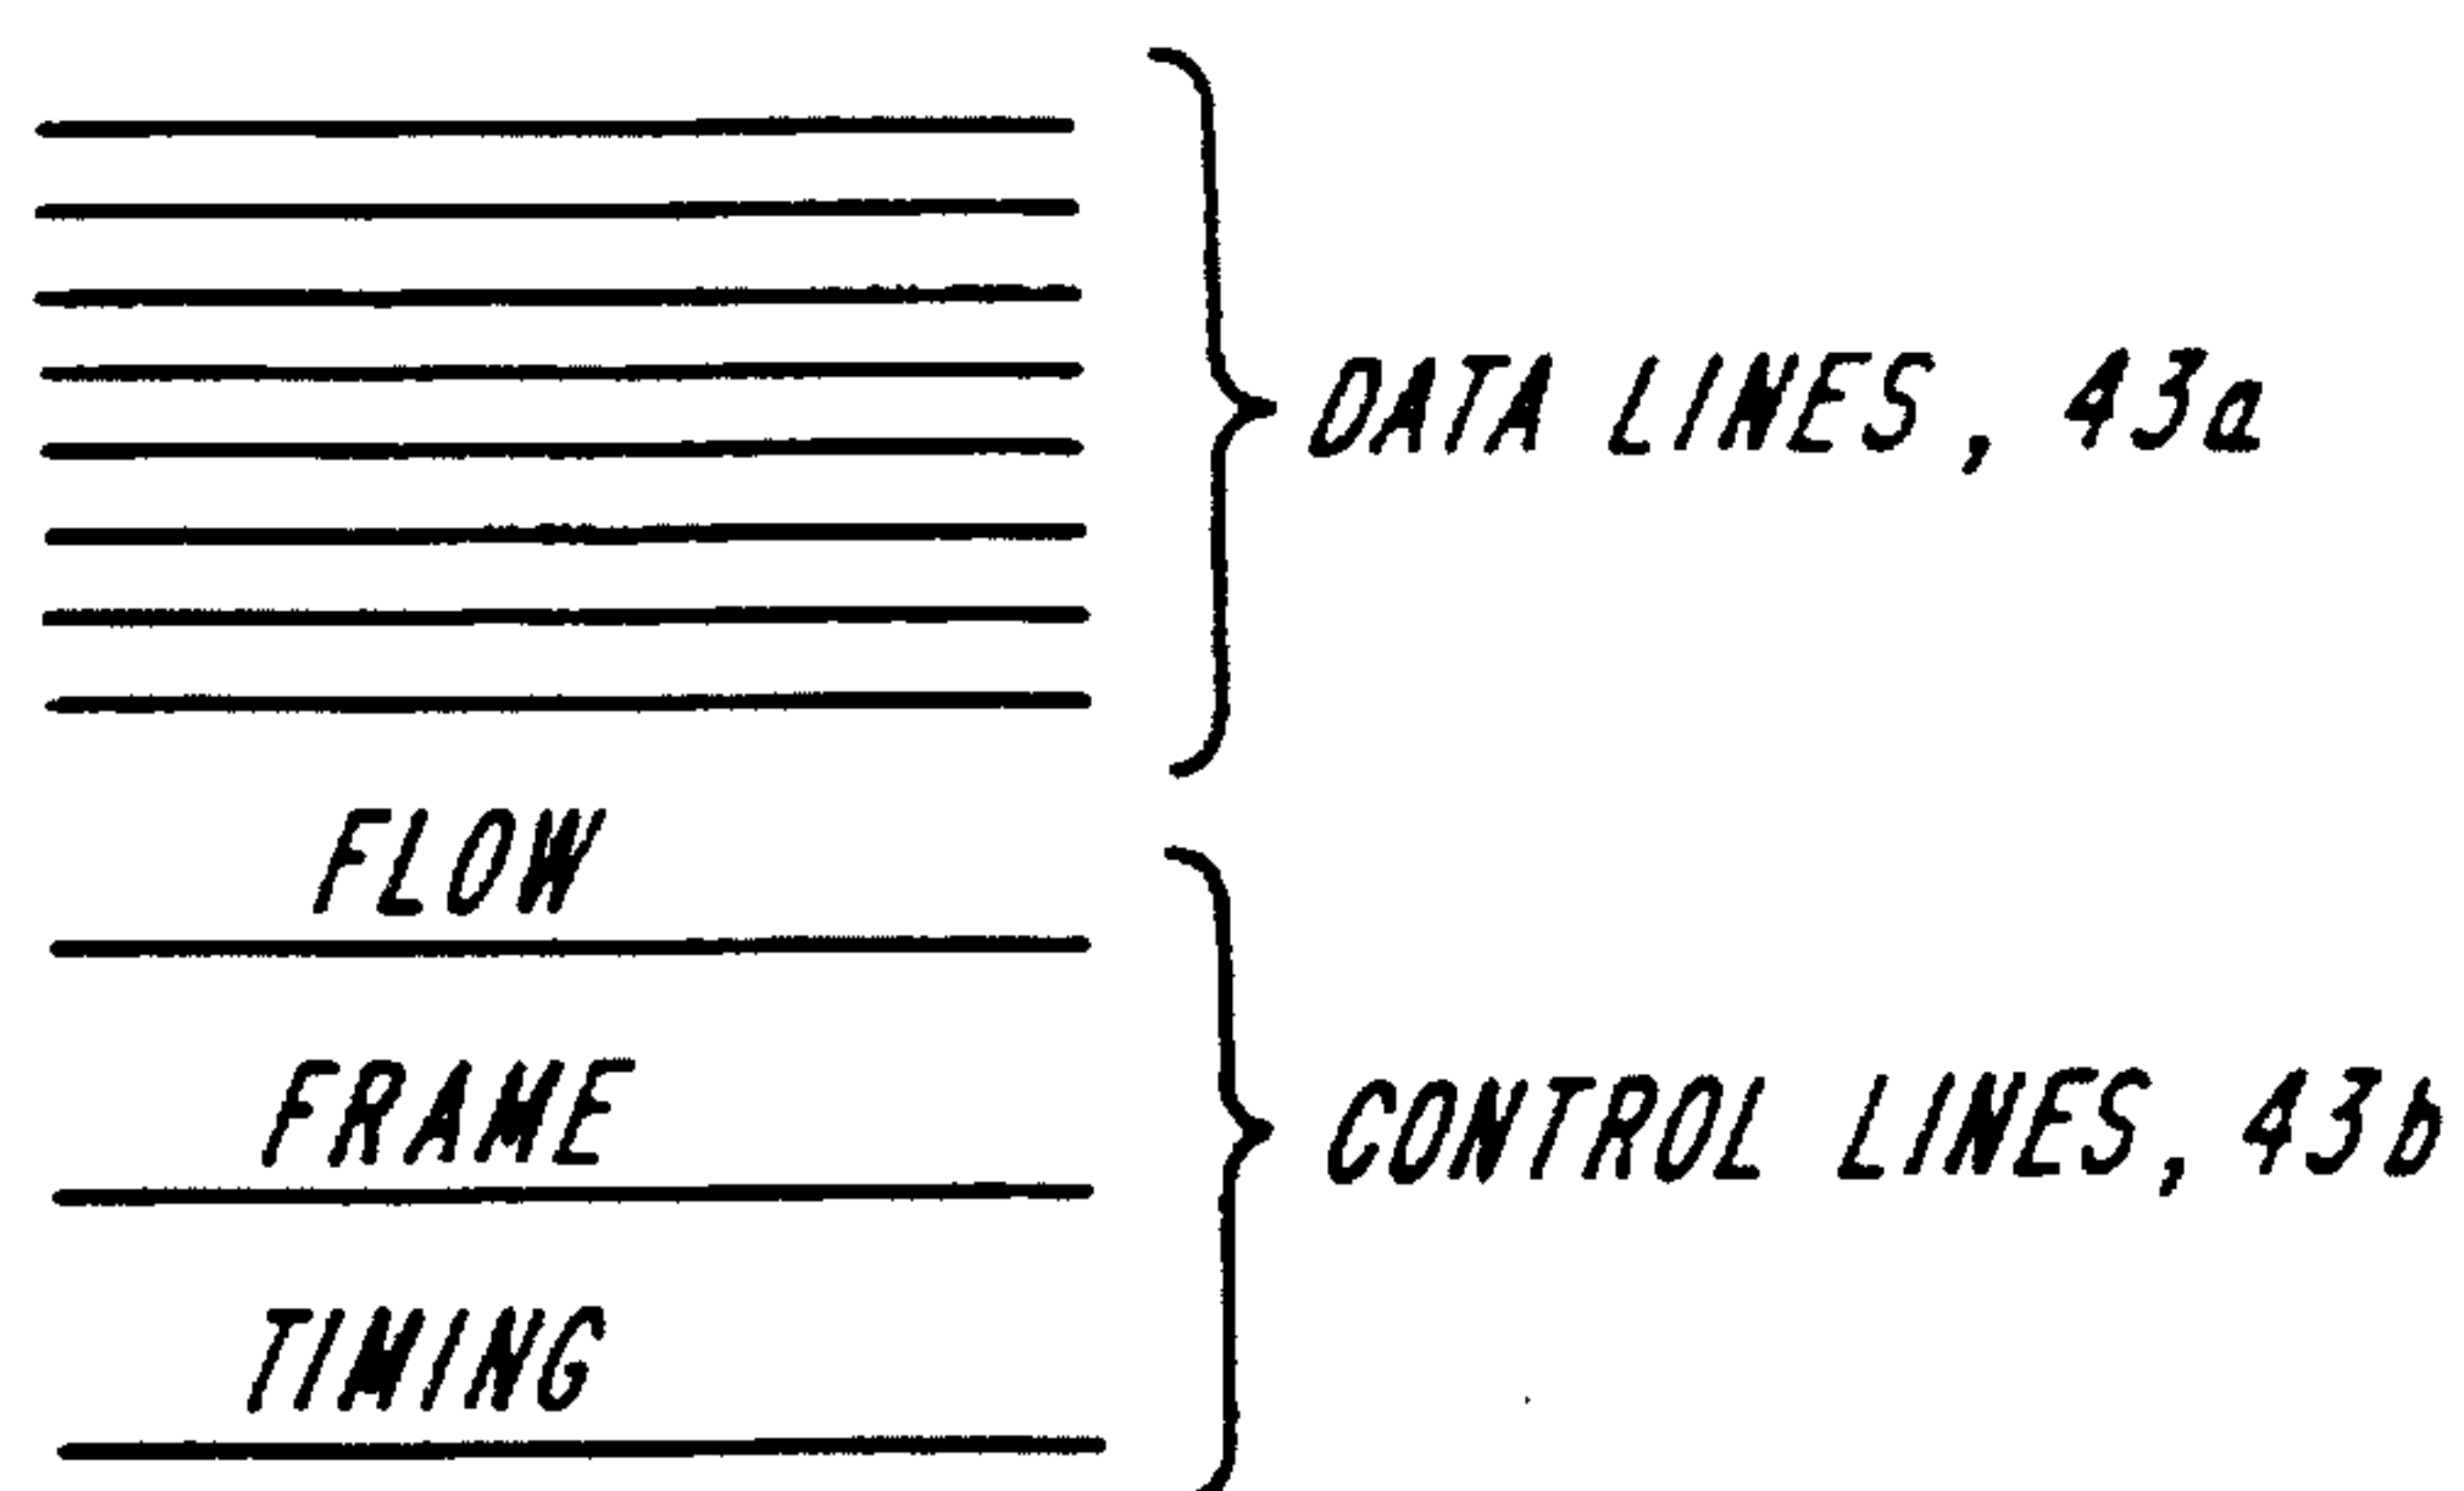 DATA LINES, 43a
FLOW
FRAME
CONTROL LINES, 43b
TIMING